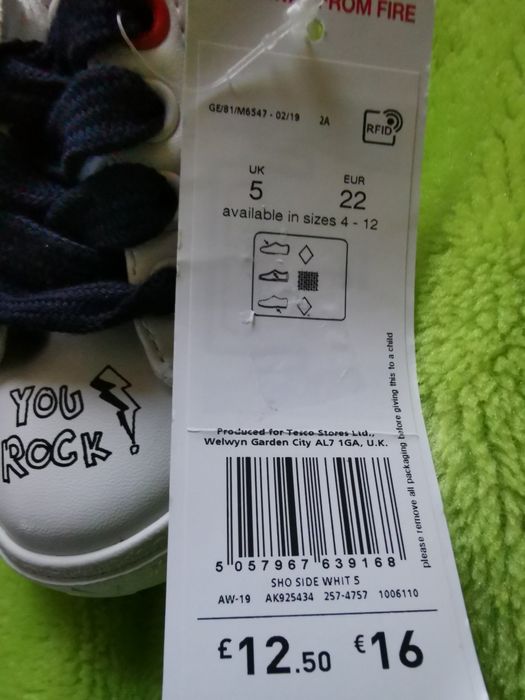 FROM FIRE
GE/81/M6547 - 02/19 2A
RFID
UK EUR
5 22
available in sizes 4 - 12
Produced for Tesco Stores Ltd.,
Welwyn Garden City AL7 1GA, U.K.
please remove all packaging before giving this to a child
5 057967 639168
SHO SIDE WHIT 5
AW-19 AK925434 257-4757 1006110
£12.50 €16
YOU
ROCK!